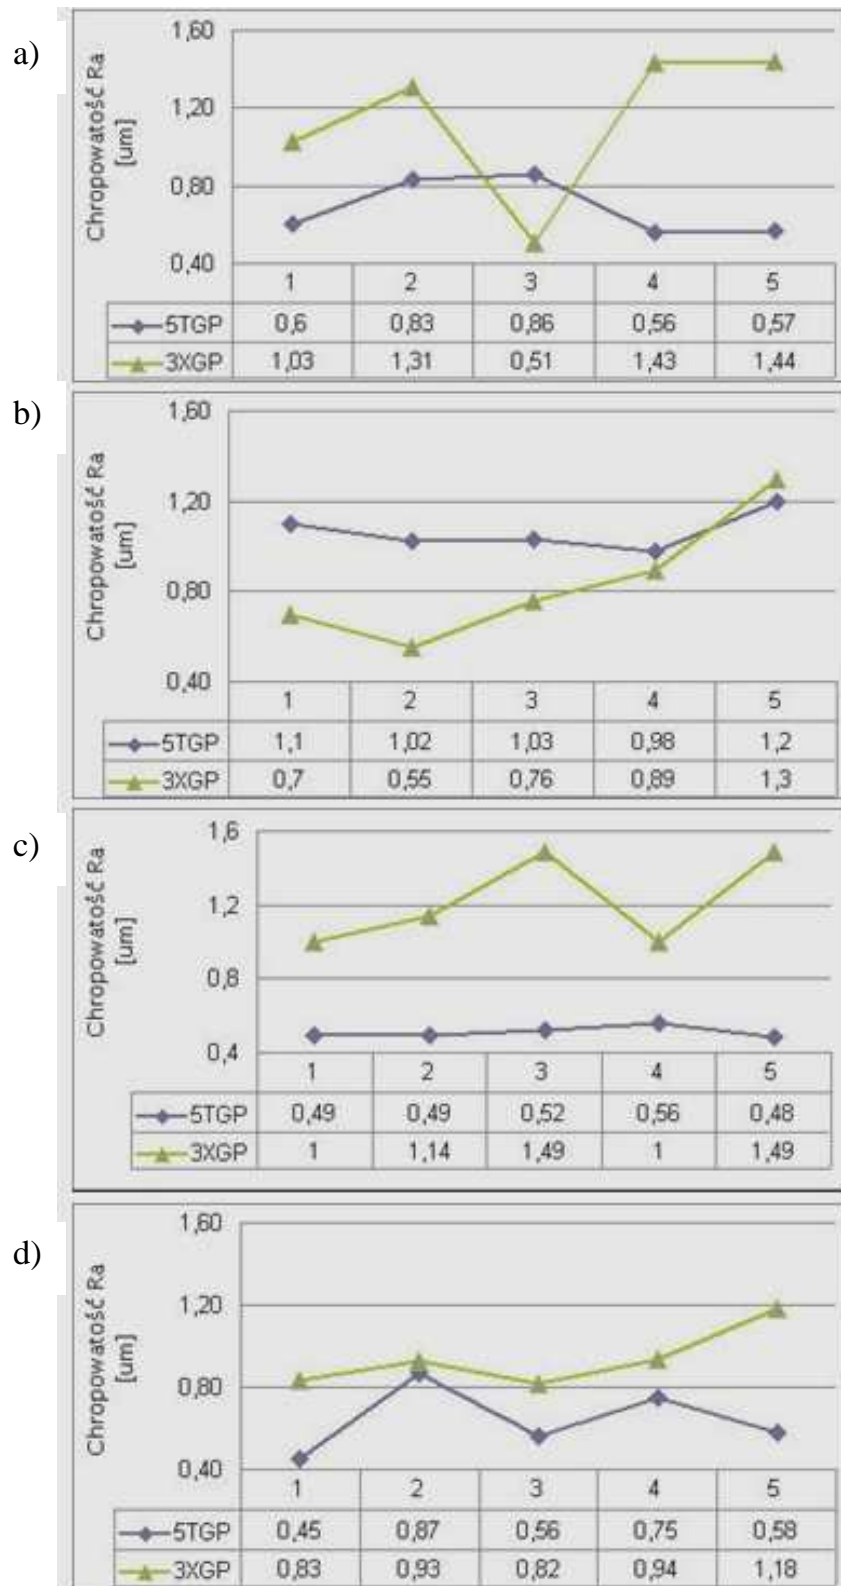 a)
Chropowatość Ra
[um]
1,60
1,20
0,80
0,40
1 2 3 4 5
5TGP 0,6 0,83 0,86 0,56 0,57
3XGP 1,03 1,31 0,51 1,43 1,44
b)
Chropowatość Ra
[um]
1,60
1,20
0,80
0,40
1 2 3 4 5
5TGP 1,1 1,02 1,03 0,98 1,2
3XGP 0,7 0,55 0,76 0,89 1,3
c)
Chropowatość Ra
[um]
1,6
1,2
0,8
0,4
1 2 3 4 5
5TGP 0,49 0,49 0,52 0,56 0,48
3XGP 1 1,14 1,49 1 1,49
d)
Chropowatość Ra
[um]
1,60
1,20
0,80
0,40
1 2 3 4 5
5TGP 0,45 0,87 0,56 0,75 0,58
3XGP 0,83 0,93 0,82 0,94 1,18